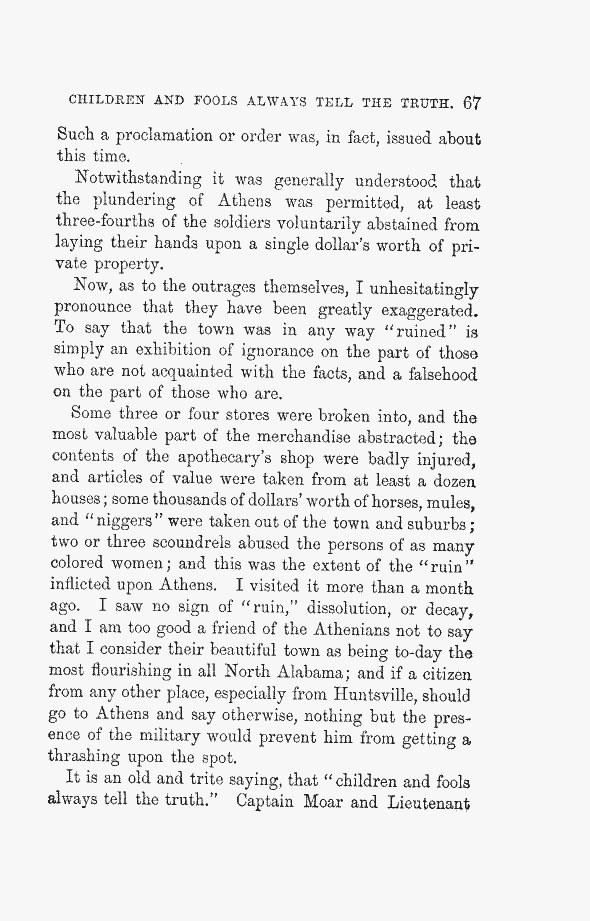 CHILDREN AND FOOLS ALWAYS TELL THE TRUTH. 67
Such a proclamation or order was, in fact, issued about
this time.
Notwithstanding it was generally understood that
the plundering of Athens was permitted, at least
three-fourths of the soldiers voluntarily abstained from
laying their hands upon a single dollar's worth of pri-
vate property.
Now, as to the outrages themselves, I unhesitatingly
pronounce that they have been greatly exaggerated.
To say that the town was in any way "ruined" is
simply an exhibition of ignorance on the part of those
who are not acquainted with the facts, and a falsehood
on the part of those who are.
Some three or four stores were broken into, and the
most valuable part of the merchandise abstracted; the
contents of the apothecary's shop were badly injured,
and articles of value were taken from at least a dozen
houses; some thousands of dollars' worth of horses, mules,
and "niggers" were taken out of the town and suburbs;
two or three scoundrels abused the persons of as many
colored women; and this was the extent of the "ruin"
inflicted upon Athens. I visited it more than a month
ago. I saw no sign of "ruin," dissolution, or decay,
and I am too good a friend of the Athenians not to say
that I consider their beautiful town as being to-day the
most flourishing in all North Alabama; and if a citizen
from any other place, especially from Huntsville, should
go to Athens and say otherwise, nothing but the pres-
ence of the military would prevent him from getting a
thrashing upon the spot.
It is an old and trite saying, that "children and fools
always tell the truth." Captain Moar and Lieutenant